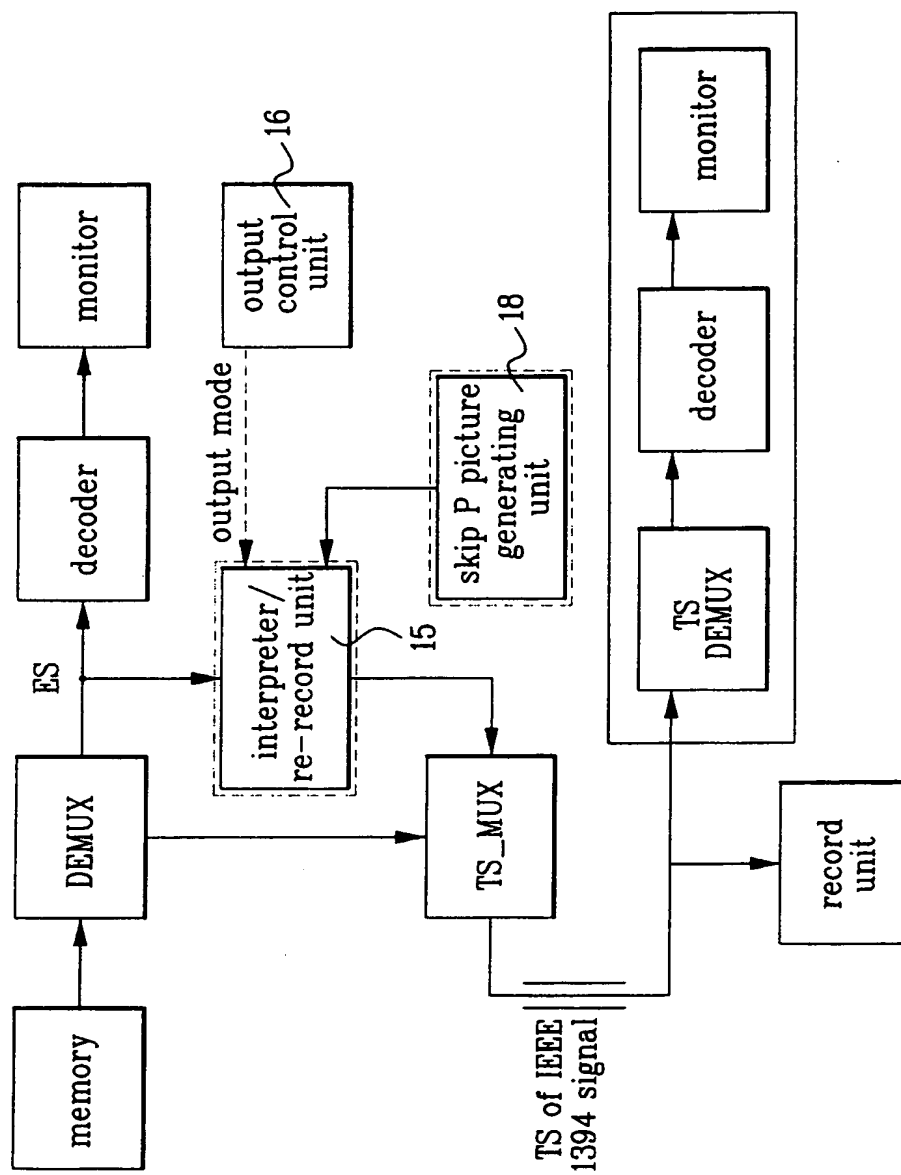 memory
DEMUX
ES
decoder
monitor
interpreter/
re-record unit
15
output mode
output
control
unit
16
skip P picture
generating
unit
18
TS_MUX
TS of IEEE
1394 signal
record
unit
TS
DEMUX
decoder
monitor